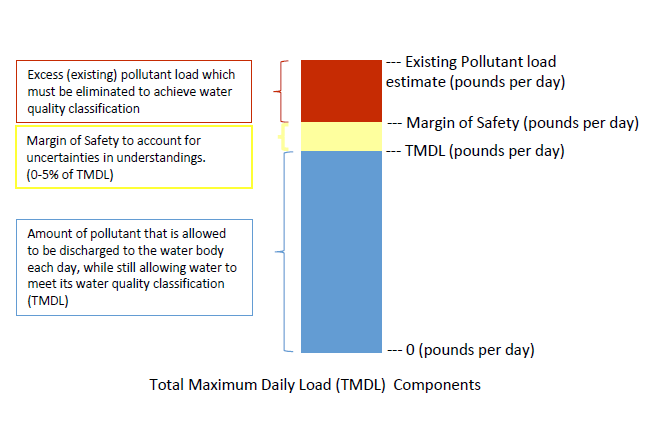 Excess (existing) pollutant load which
must be eliminated to achieve water
quality classification
Margin of Safety to account for
uncertainties in understandings.
(0-5% of TMDL)
Amount of pollutant that is allowed
to be discharged to the water body
each day, while still allowing water to
meet its water quality classification
(TMDL)
--- Existing Pollutant load
estimate (pounds per day)
--- Margin of Safety (pounds per day)
--- TMDL (pounds per day)
--- 0 (pounds per day)
Total Maximum Daily Load (TMDL) Components